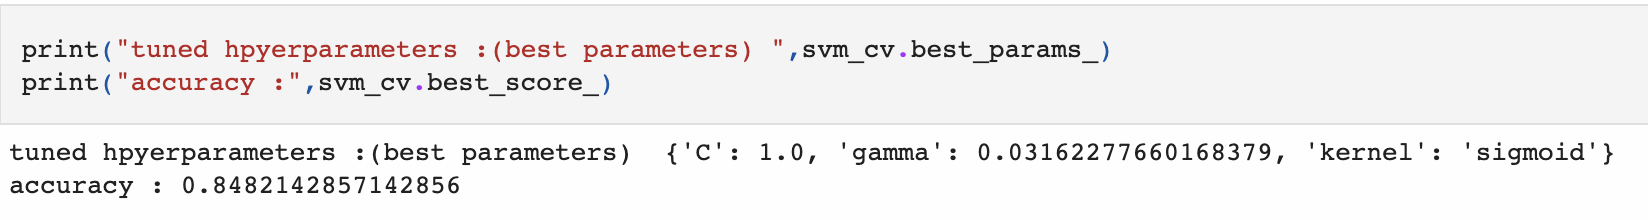 print("tuned hpyerparameters :(best parameters) ",svm_cv.best_params_)
print("accuracy :",svm_cv.best_score_)
tuned hpyerparameters :(best parameters)  {'C': 1.0, 'gamma': 0.03162277660168379, 'kernel': 'sigmoid'}
accuracy : 0.8482142857142856